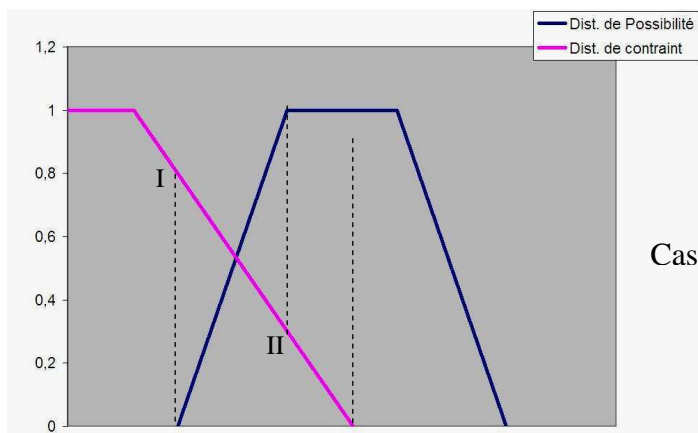 Dist. de Possibilité
Dist. de contraint
1,2
1
0,8
I
0,6
Cas
0,4
II
0,2
0